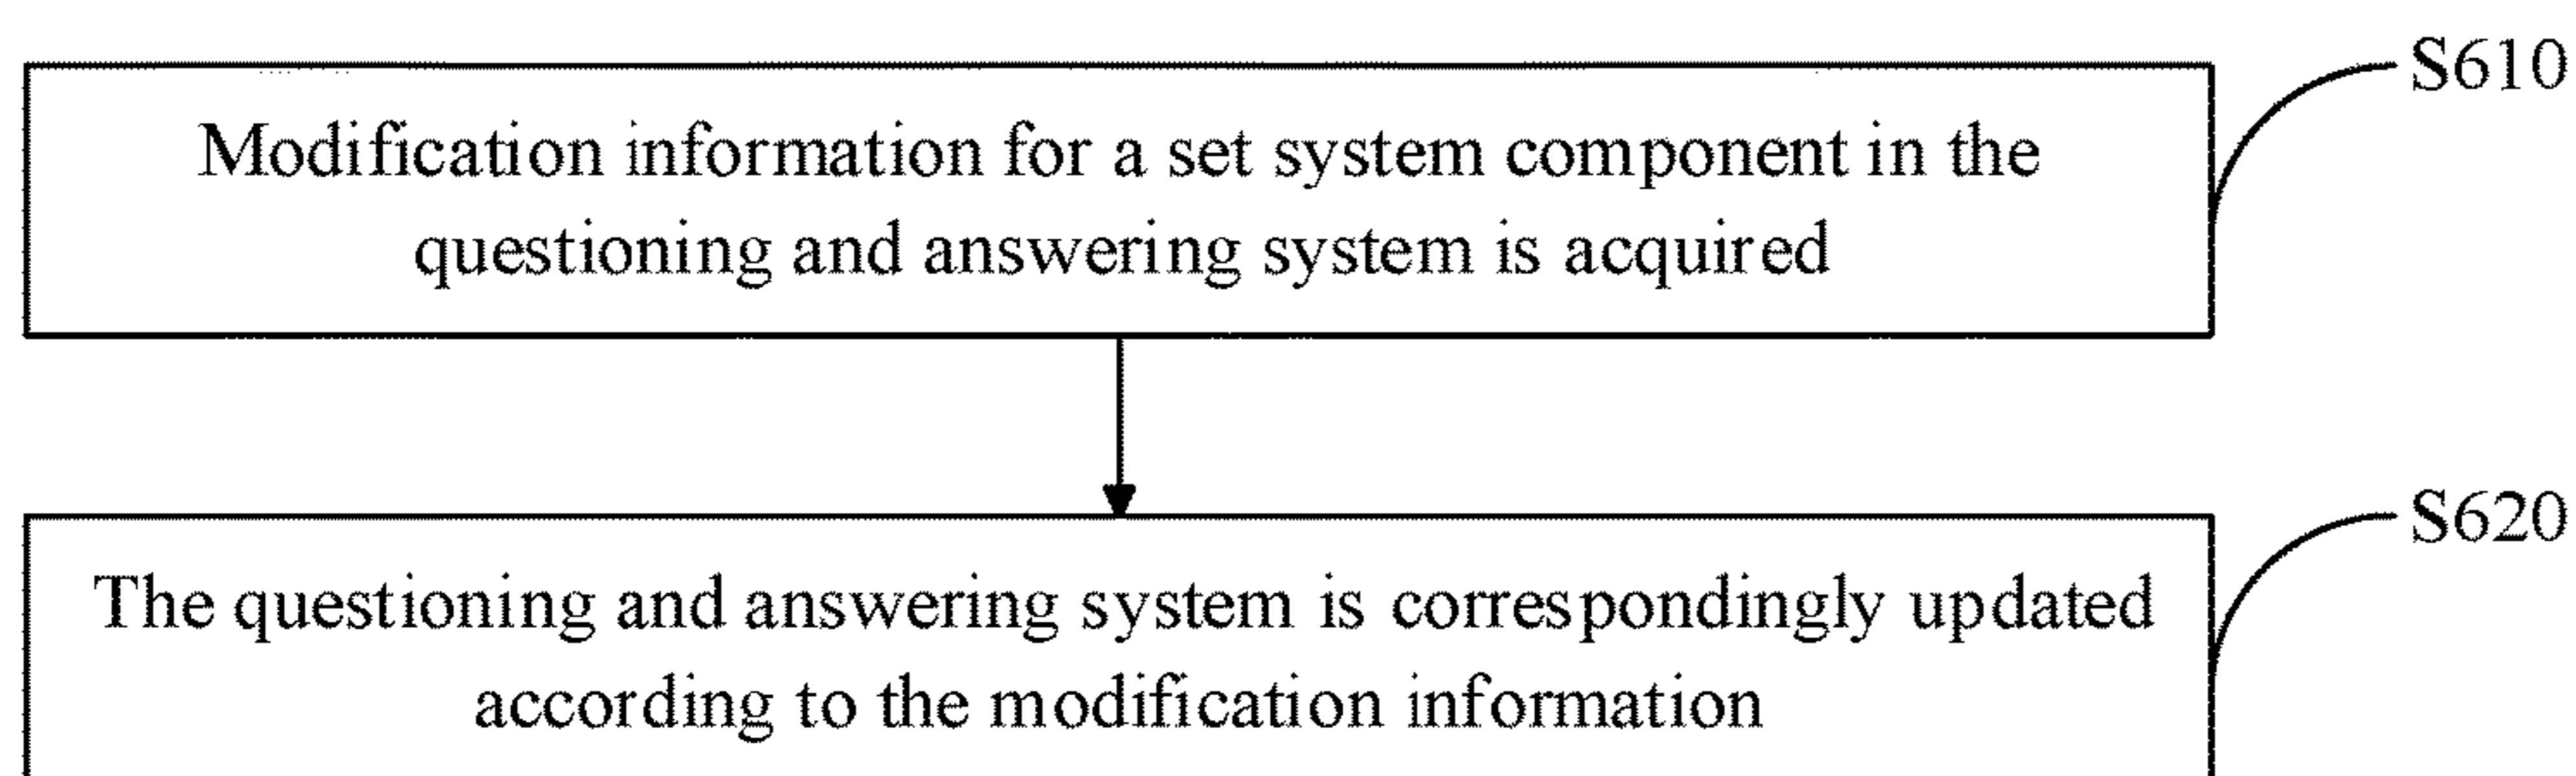 S610
Modification information for a set system component in the
questioning and answering system is acquired
S620
The questioning and answering system is correspondingly updated
according to the modification information